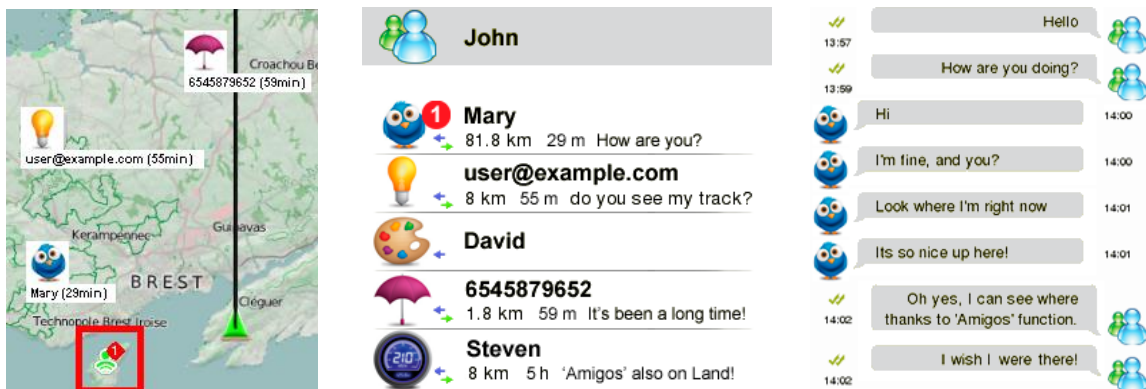 Croachou Be
6545879652 (59min)
user@example.com (55min)
Kerampennec
Guipavas
BREST
Mary (29min)
Cléguer
Technopole Brest Iroise
1
John
1
Mary
81.8 km 29 m How are you?
user@example.com
8 km 55 m do you see my track?
David
6545879652
1.8 km 59 m It's been a long time!
Steven
210
8 km 5 h 'Amigos' also on Land!
Hello
13:57
How are you doing?
13:59
Hi
14:00
I'm fine, and you?
14:00
Look where I'm right now
14:01
Its so nice up here!
14:01
Oh yes, I can see where
thanks to 'Amigos' function.
14:02
I wish I were there!
14:02